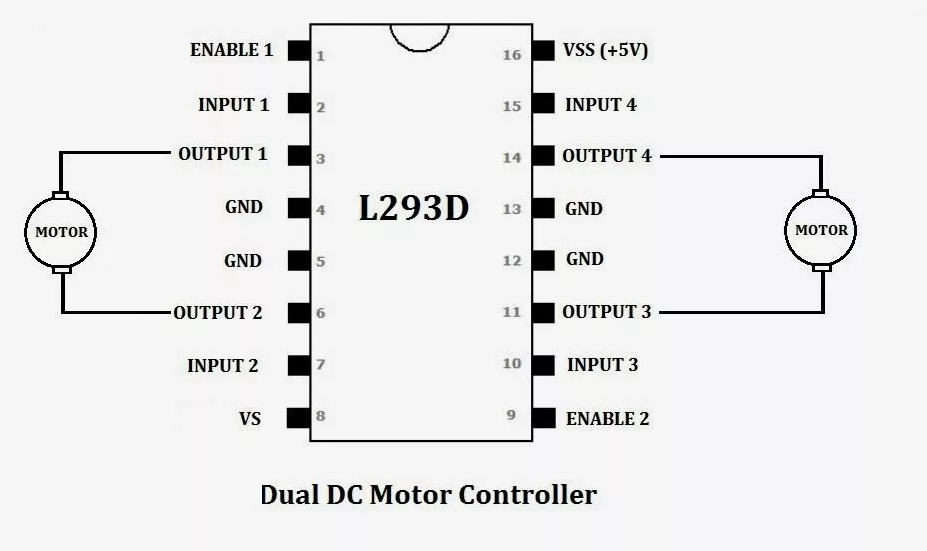 ENABLE 1 1 16 VSS (+5V)
INPUT 1 2 15 INPUT 4
OUTPUT 1 3 14 OUTPUT 4
GND 4 L293D 13 GND
MOTOR MOTOR
GND 5 12 GND
OUTPUT 2 6 11 OUTPUT 3
INPUT 2 7 10 INPUT 3
VS 8 9 ENABLE 2
Dual DC Motor Controller